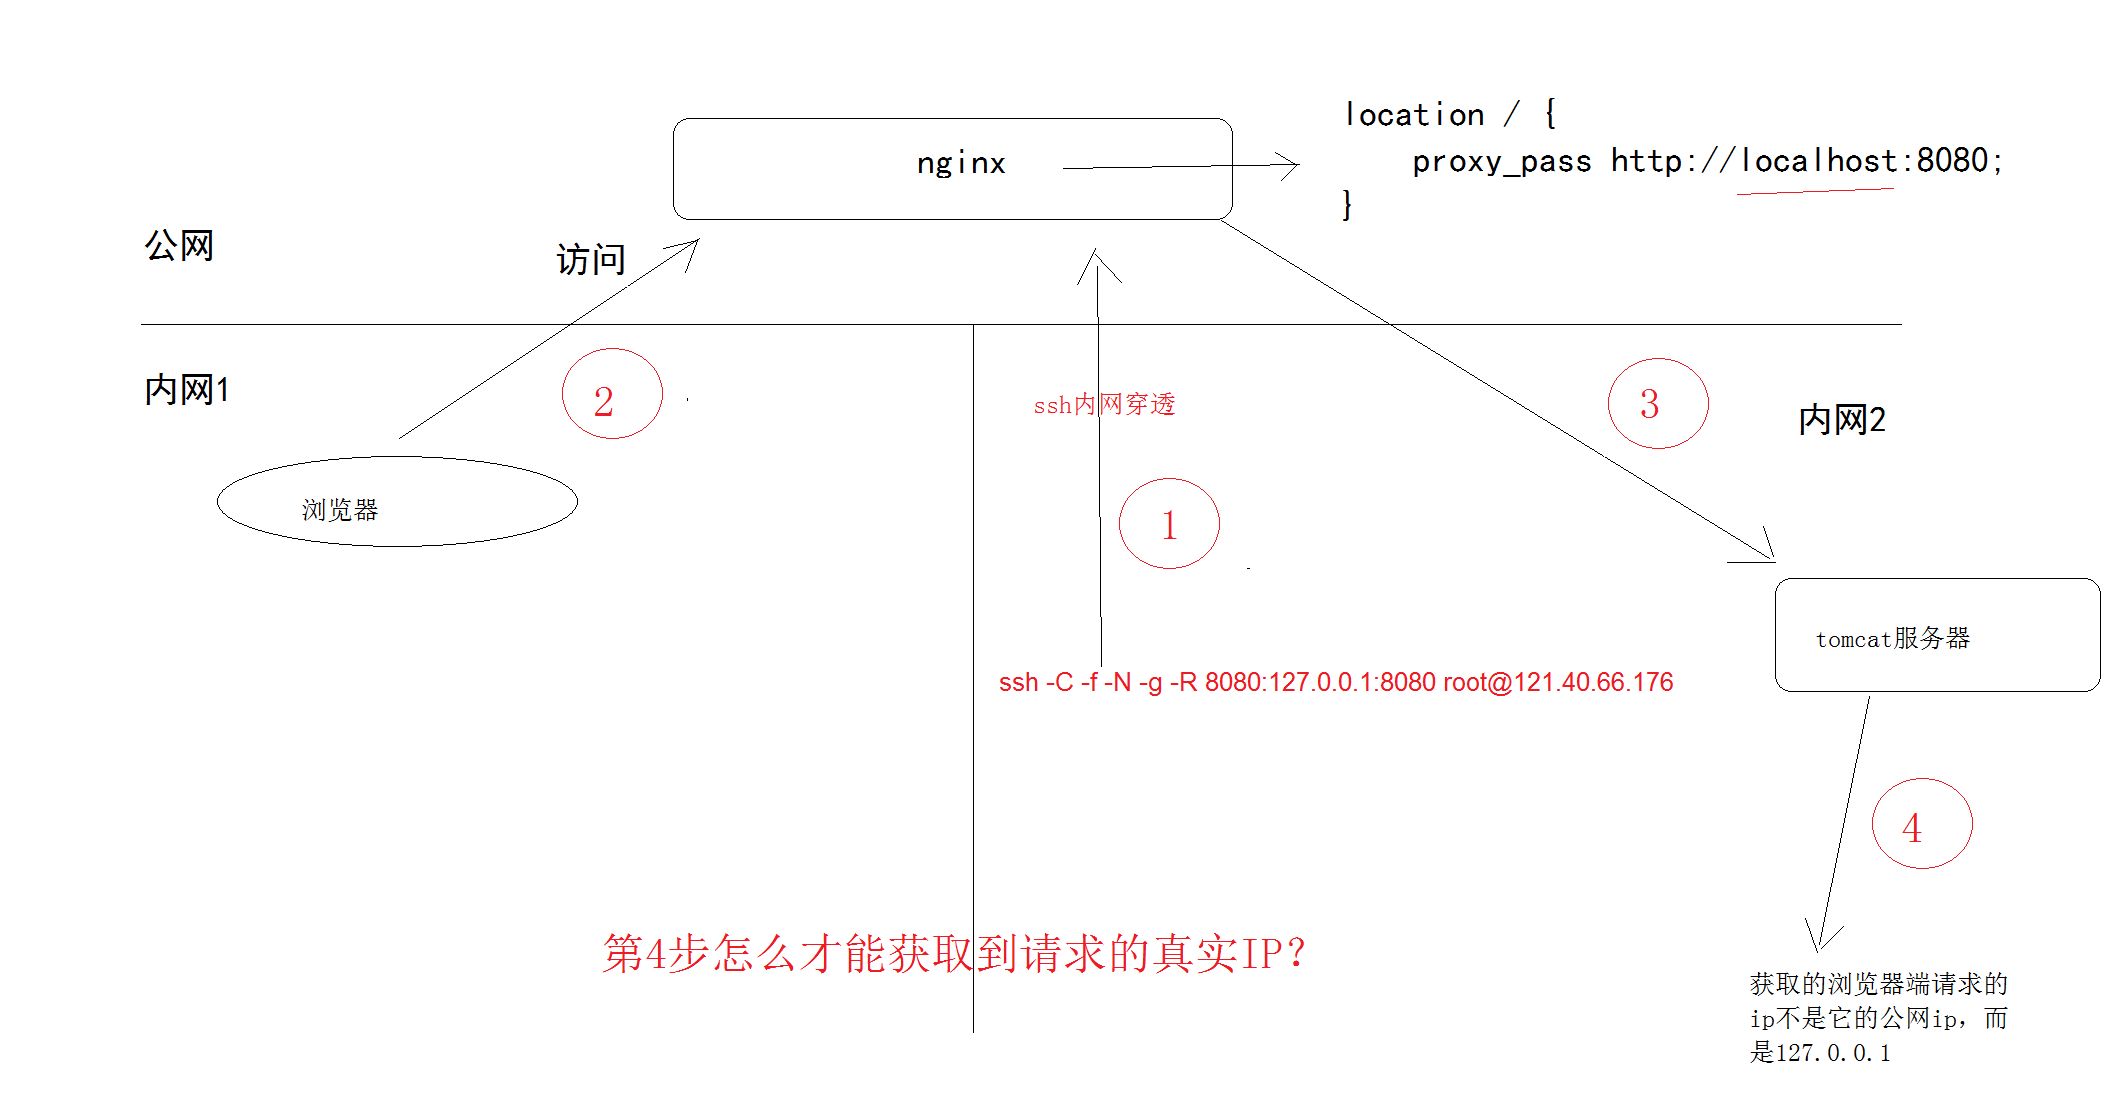 location / {
nginx
proxy_pass http://localhost:8080;
}
公网
访问
内网1
2
ssh内网穿透
3
内网2
浏览器
1
tomcat服务器
ssh -C -f -N -g -R 8080:127.0.0.1:8080 root@121.40.66.176
4
第4步怎么才能获取到请求的真实IP？
获取的浏览器端请求的
ip不是它的公网ip，而
是127.0.0.1